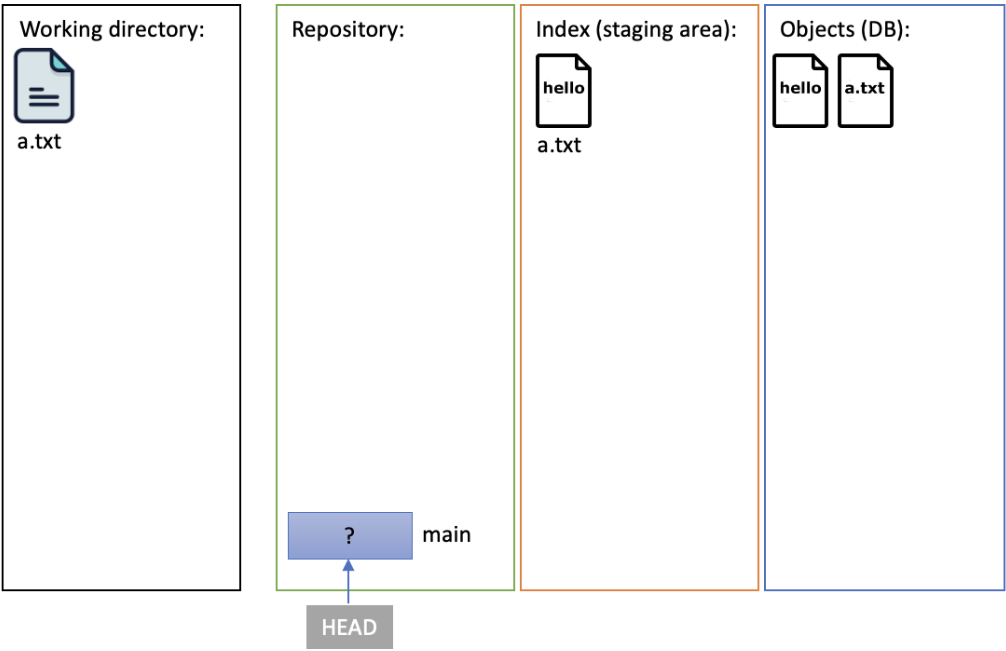 Working directory:
a.txt
Repository:
?
main
HEAD
Index (staging area):
hello
a.txt
Objects (DB):
hello
a.txt